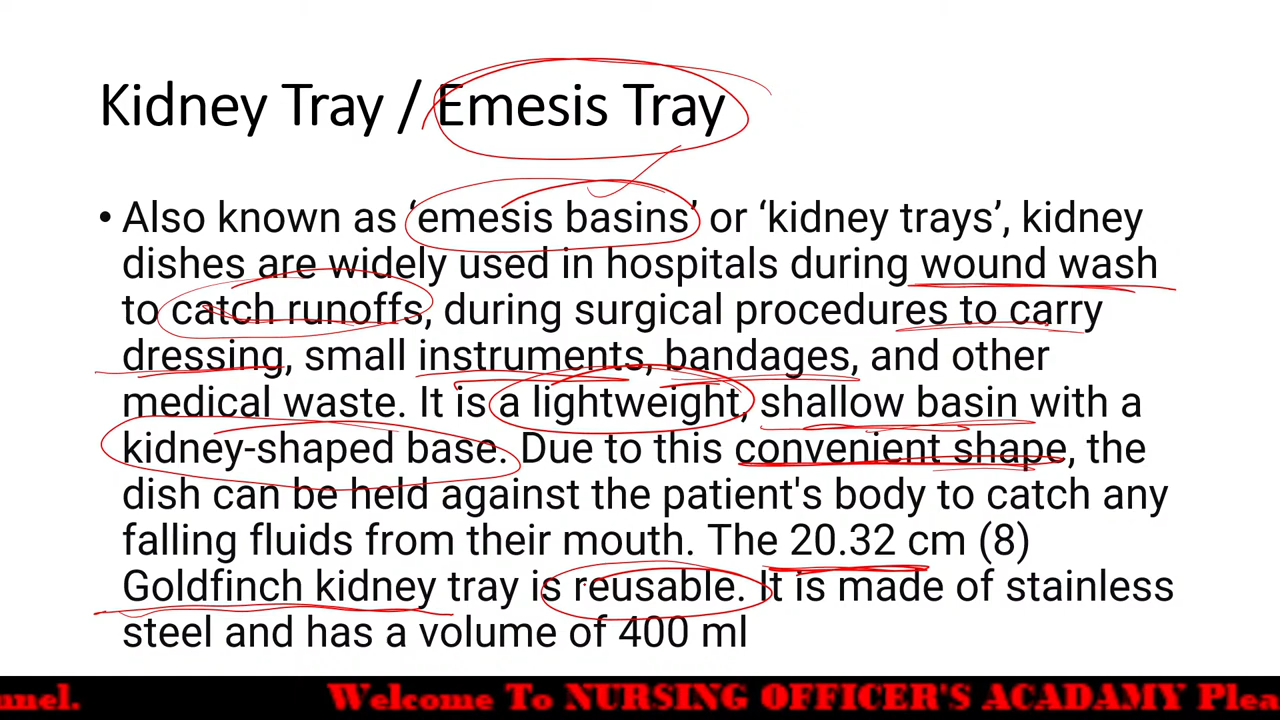 Kidney Tray / Emesis Tray
• Also known as ‘emesis basins’ or ‘kidney trays’, kidney
dishes are widely used in hospitals during wound wash
to catch runoffs, during surgical procedures to carry
dressing, small instruments, bandages, and other
medical waste. It is a lightweight, shallow basin with a
kidney-shaped base. Due to this convenient shape, the
dish can be held against the patient's body to catch any
falling fluids from their mouth. The 20.32 cm (8)
Goldfinch kidney tray is reusable. It is made of stainless
steel and has a volume of 400 ml
Welcome To NURSING OFFICER'S ACADAMY